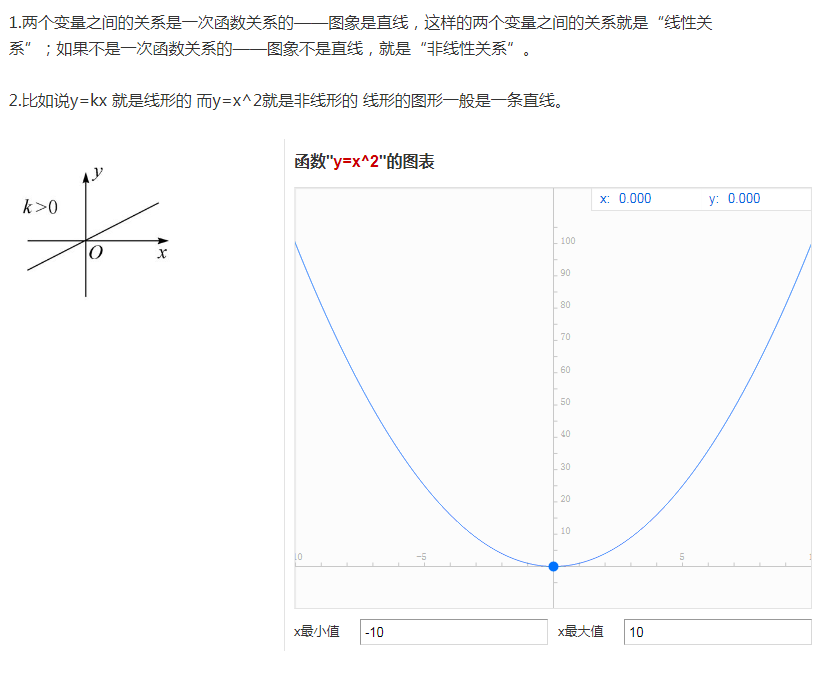 1.两个变量之间的关系是一次函数关系的——图象是直线，这样的两个变量之间的关系就是“线性关
系”；如果不是一次函数关系的——图象不是直线，就是“非线性关系”。
2.比如说y=kx 就是线形的 而y=x^2就是非线形的 线形的图形一般是一条直线。
函数"y=x^2"的图表
y
k>0
O
x
x: 0.000 y: 0.000
100
90
80
70
60
50
40
30
20
10
-5 5
x最小值 -10 x最大值 10